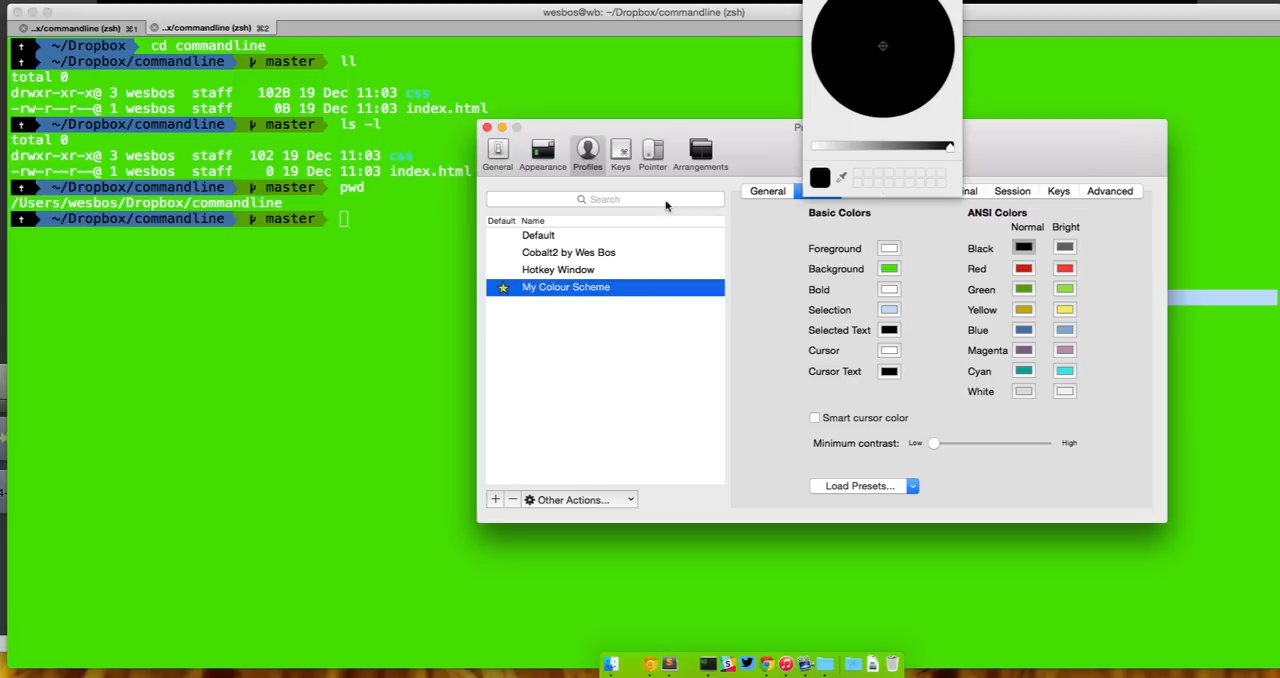 wesbos@wb: ~/Dropbox/commandline (zsh)
..x/commandline (zsh) ⌘1 ..x/commandline (zsh) ⌘2
~/Dropbox cd commandline
~/Dropbox/commandline master ll
total 0
drwxr-xr-x@ 3 wesbos staff 102B 19 Dec 11:03 css
-rw-r--r--@ 1 wesbos staff 0B 19 Dec 11:03 index.html
~/Dropbox/commandline master ls -l
total 0
drwxr-xr-x@ 3 wesbos staff 102 19 Dec 11:03 css
-rw-r--r--@ 1 wesbos staff 0 19 Dec 11:03 index.html
~/Dropbox/commandline master pwd
/Users/wesbos/Dropbox/commandline
~/Dropbox/commandline master
General Appearance Profiles Keys Pointer Arrangements
Search
Default Name
Default
Cobalt2 by Wes Bos
Hotkey Window
My Colour Scheme
+ − Other Actions...
General Session Keys Advanced
Basic Colors
Foreground
Background
Bold
Selection
Selected Text
Cursor
Cursor Text
ANSI Colors
Normal Bright
Black
Red
Green
Yellow
Blue
Magenta
Cyan
White
Smart cursor color
Minimum contrast: Low High
Load Presets...